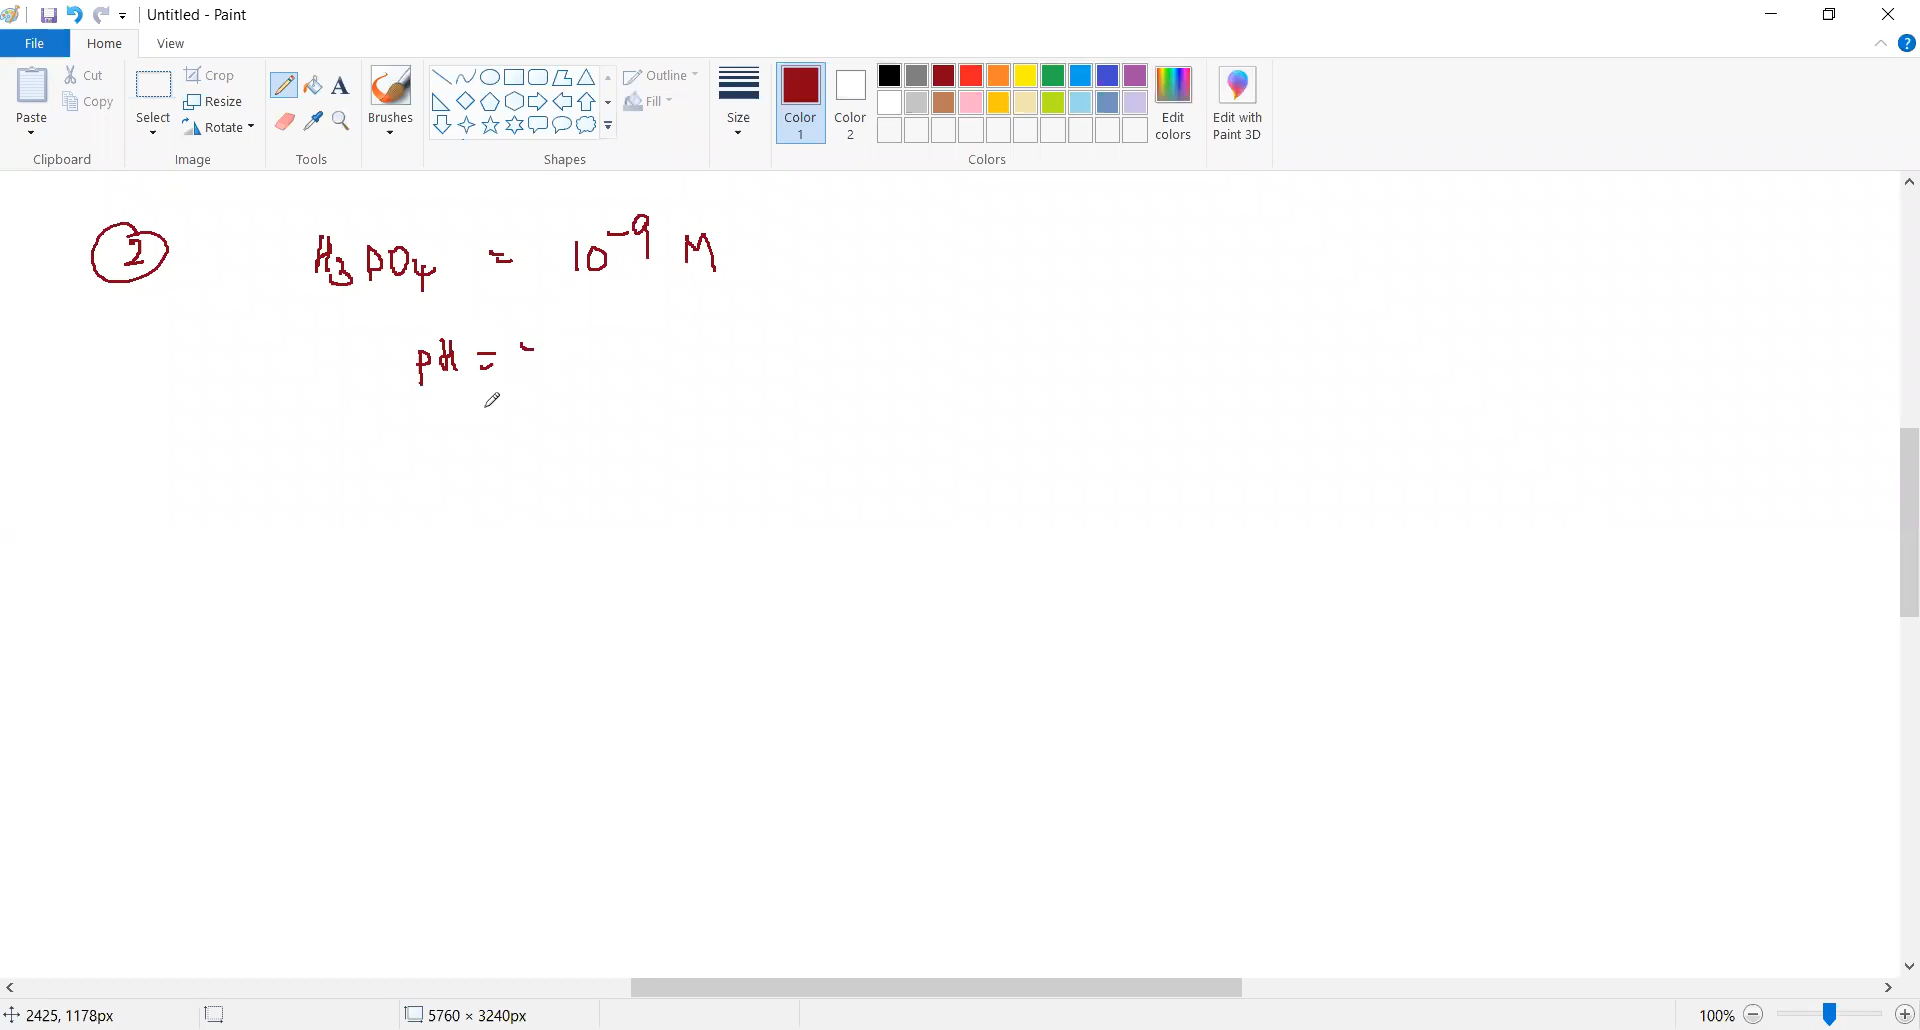 Untitled - Paint
File Home View
Paste Cut Copy Clipboard
Select Crop Resize Rotate Image
A Tools
Brushes
Outline Fill Shapes
Size
Color 1 Color 2 Edit colors Colors
Edit with Paint 3D
2 H3PO4 = 10^-9 M
pH = -
2425, 1178px 5760 × 3240px 100%